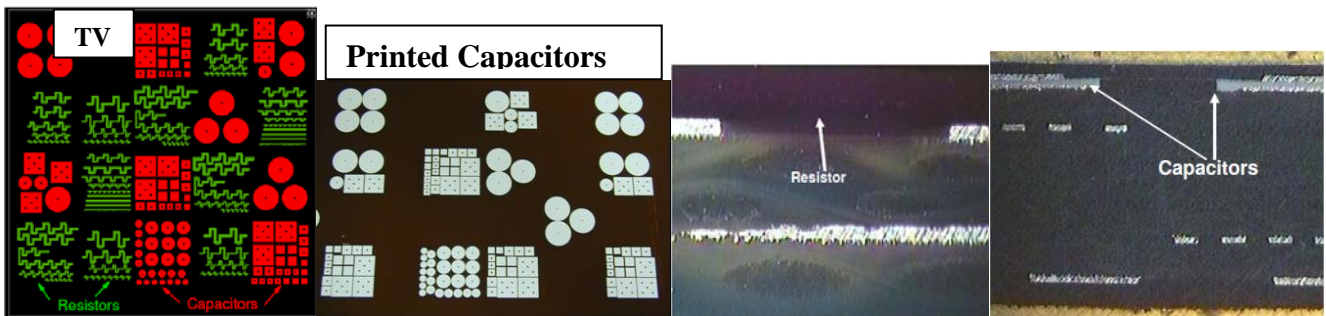 TV
Printed Capacitors
Resistors
Capacitors
Resistor
Capacitors